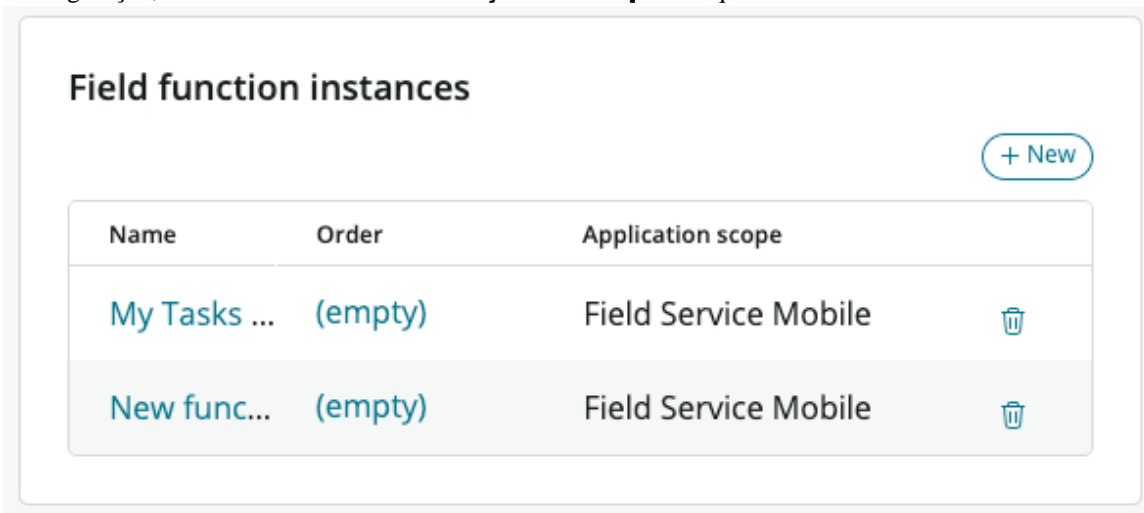 Field function instances
+ New
Name Order Application scope
My Tasks ... (empty) Field Service Mobile
New func... (empty) Field Service Mobile